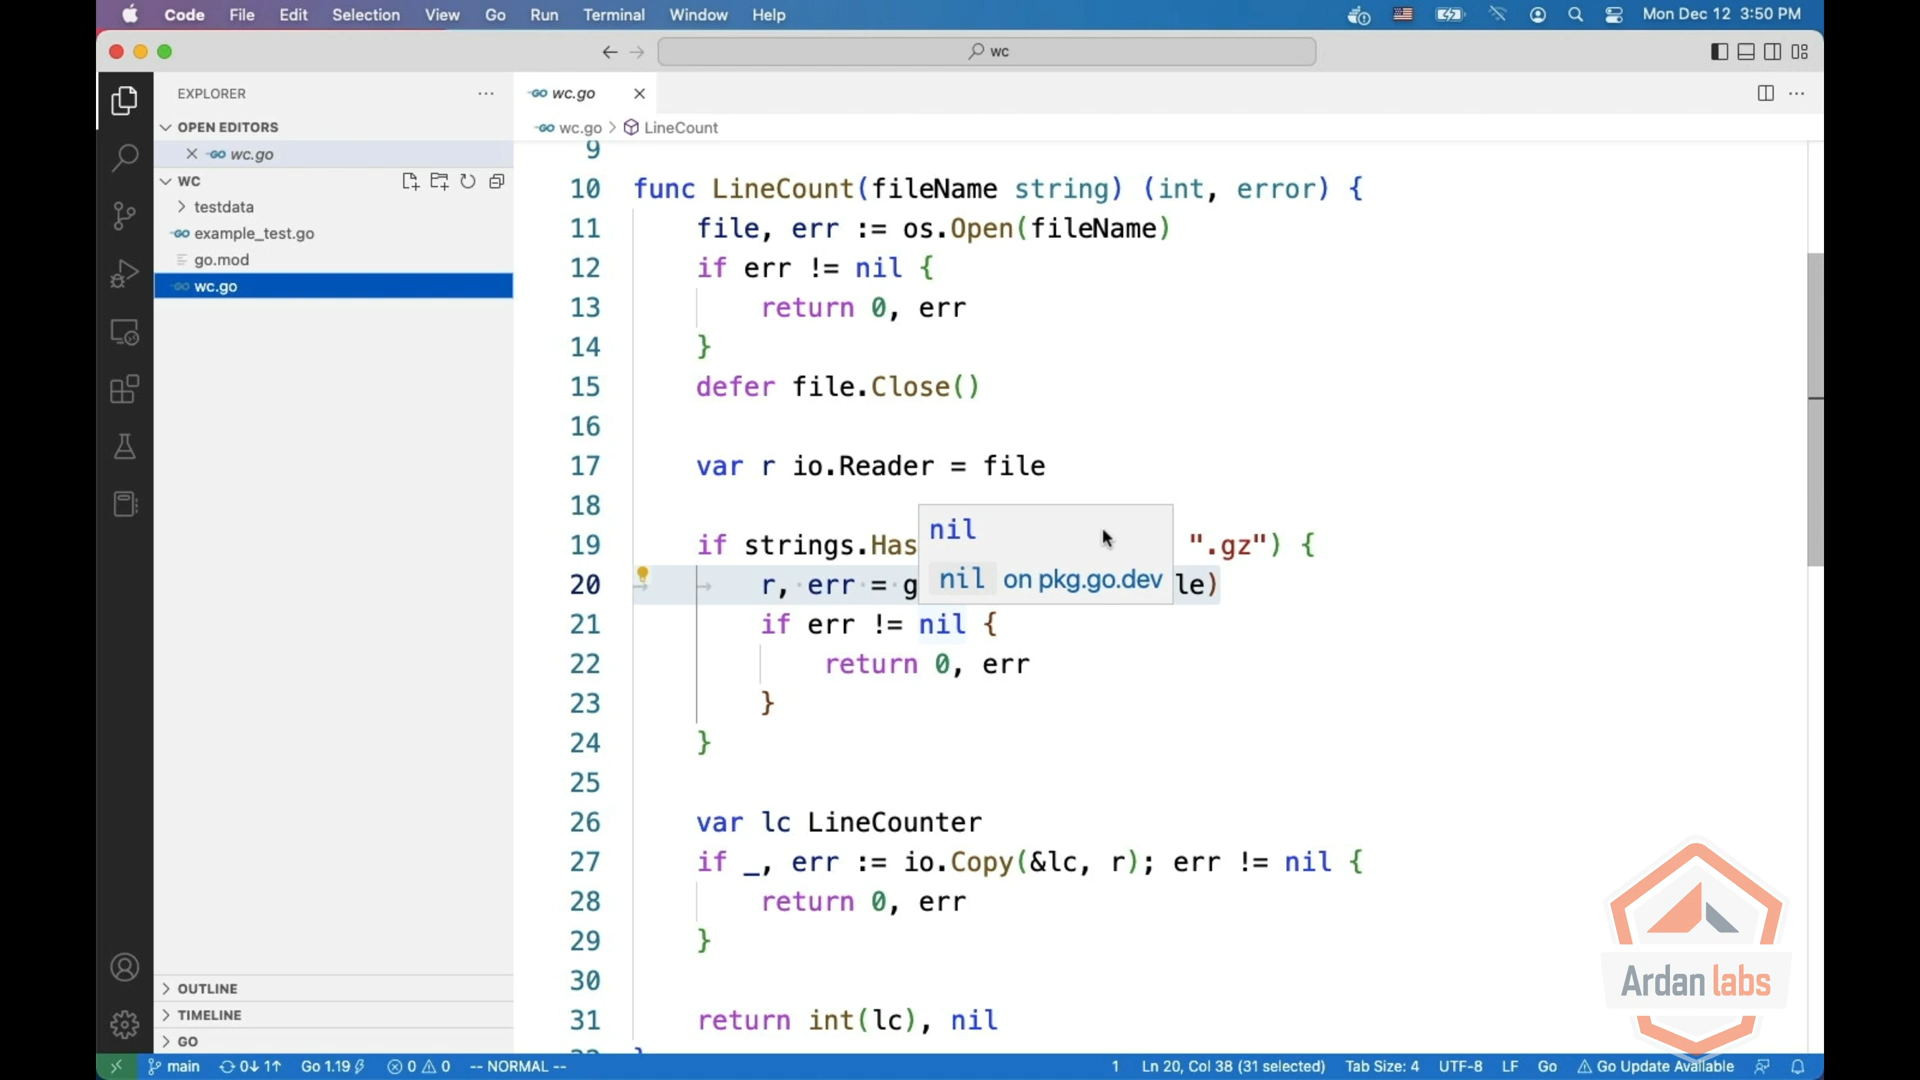 Code File Edit Selection View Go Run Terminal Window Help Mon Dec 12 3:50 PM
wc
EXPLORER
wc.go
OPEN EDITORS
wc.go > LineCount
wc.go
WC
testdata
example_test.go
go.mod
wc.go
9
10 func LineCount(fileName string) (int, error) {
11 file, err := os.Open(fileName)
12 if err != nil {
13 return 0, err
14 }
15 defer file.Close()
16
17 var r io.Reader = file
18
nil
19 if strings.Has ".gz") {
nil on pkg.go.dev
20 r, err = g le)
21 if err != nil {
22 return 0, err
23 }
24 }
25
26 var lc LineCounter
27 if _, err := io.Copy(&lc, r); err != nil {
28 return 0, err
29 }
30
31 return int(lc), nil
Ardan labs
OUTLINE
TIMELINE
GO
main 0↓ 1↑ Go 1.19 0 0 -- NORMAL -- 1 Ln 20, Col 38 (31 selected) Tab Size: 4 UTF-8 LF Go Go Update Available